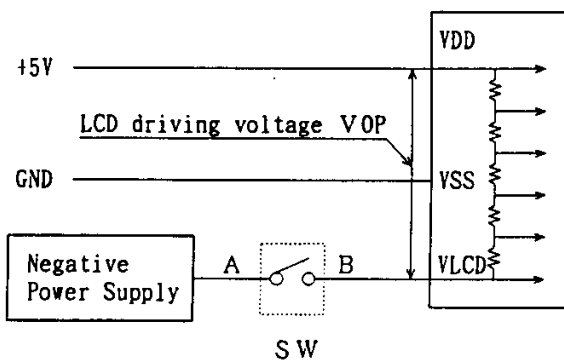 VDD
+5V
LCD driving voltage VOP
GND
VSS
Negative
Power Supply
A
B
VLCD
SW